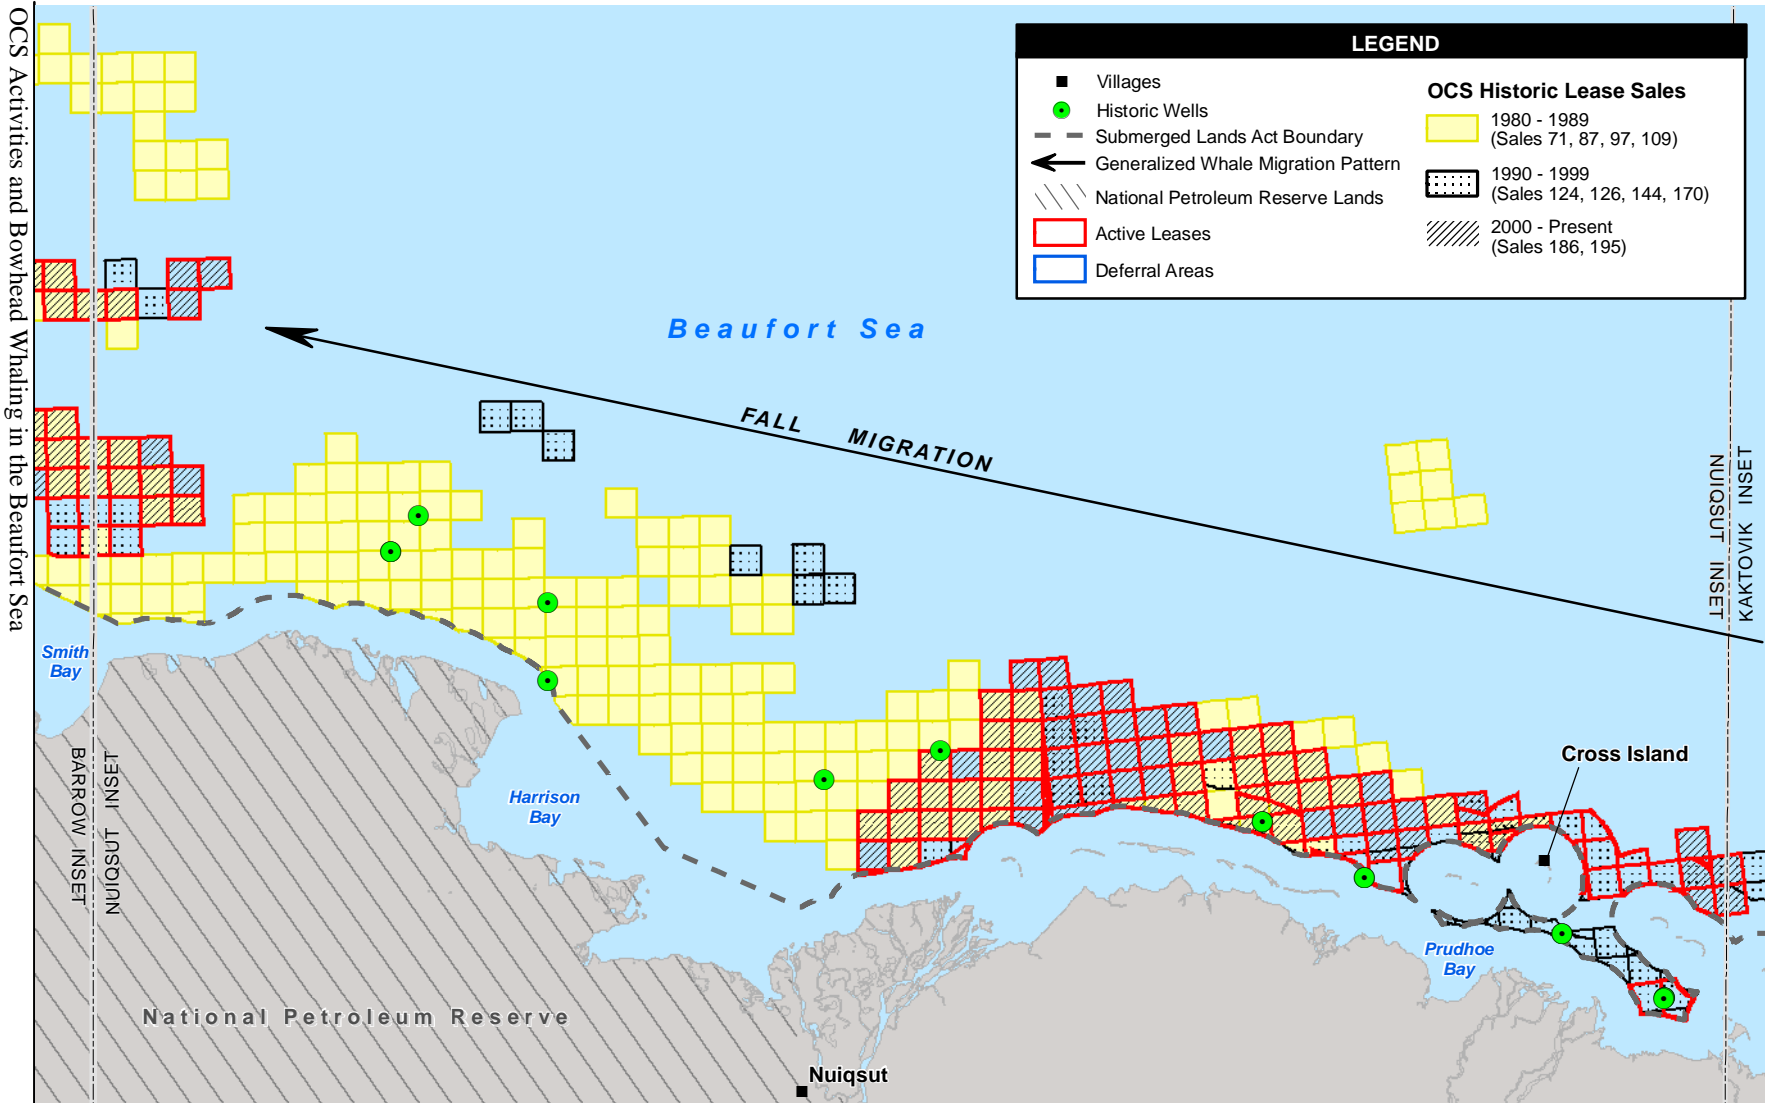 OCS Activities and Bowhead Whaling in the Beaufort Sea
LEGEND
Villages
Historic Wells
Submerged Lands Act Boundary
Generalized Whale Migration Pattern
National Petroleum Reserve Lands
Active Leases
Deferral Areas
OCS Historic Lease Sales
1980 - 1989
(Sales 71, 87, 97, 109)
1990 - 1999
(Sales 124, 126, 144, 170)
2000 - Present
(Sales 186, 195)
Beaufort Sea
FALL MIGRATION
NUIQSUT INSET
KAKTOVIK INSET
Smith
Bay
BARROW INSET
NUIQSUT INSET
Harrison
Bay
Cross Island
Prudhoe
Bay
National Petroleum Reserve
Nuiqsut